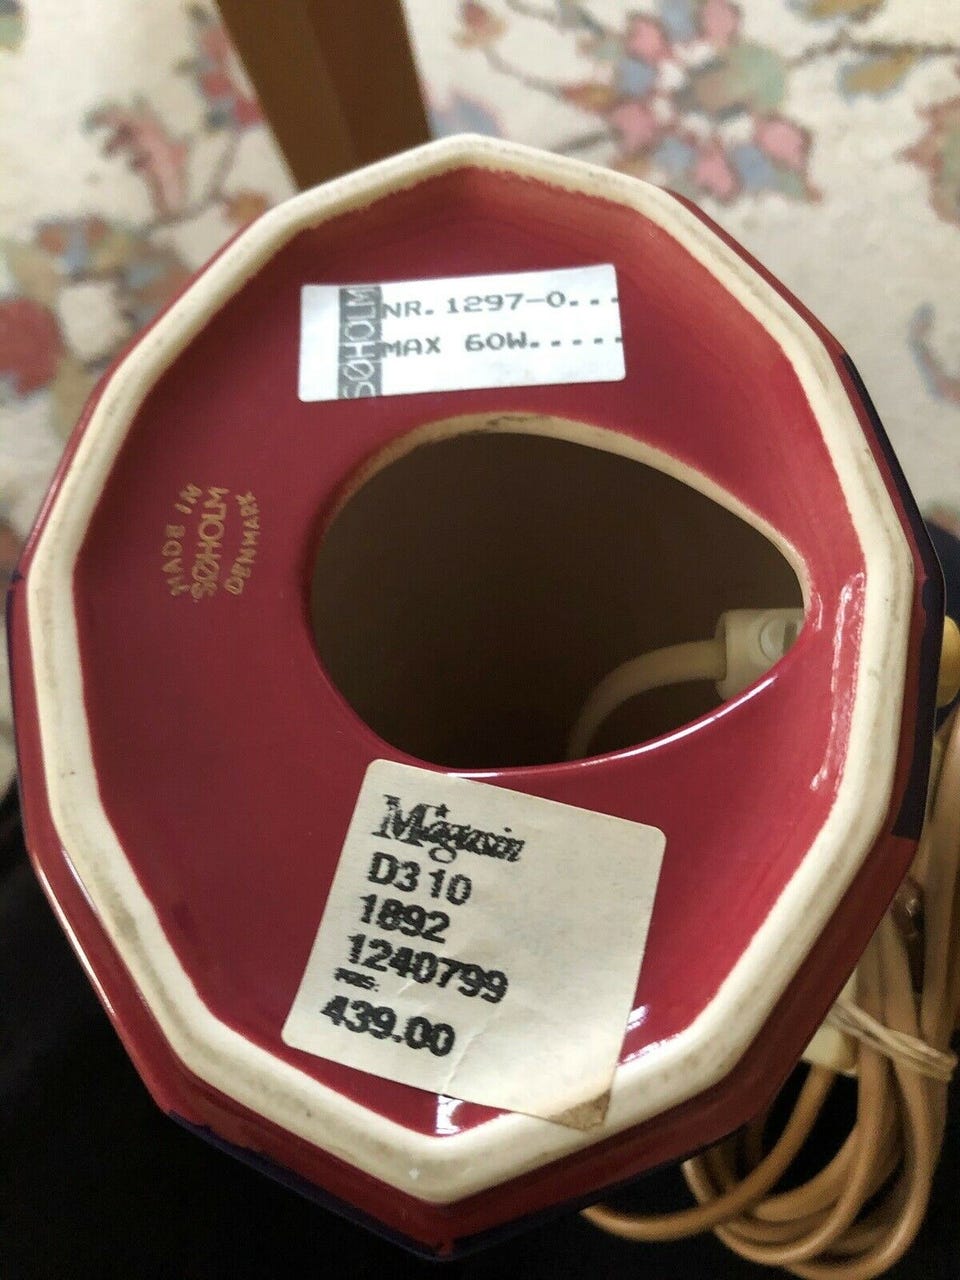 SØHOLM
NR. 1297-0...
MAX 60W.....
MADE IN
SØHOLM
DENMARK
Magasin
D3 10
1892
1240799
439.00